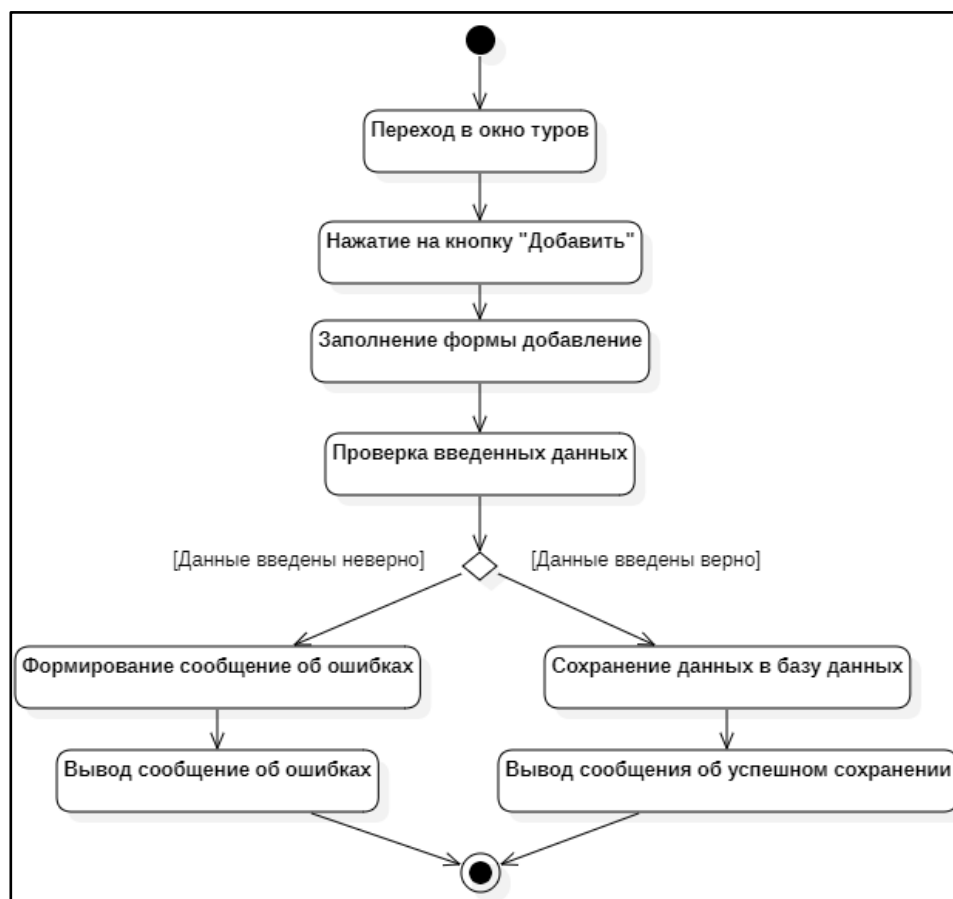 Переход в окно туров
Нажатие на кнопку "Добавить"
Заполнение формы добавление
Проверка введенных данных
[Данные введены неверно]
[Данные введены верно]
Формирование сообщение об ошибках
Сохранение данных в базу данных
Вывод сообщение об ошибках
Вывод сообщения об успешном сохранении